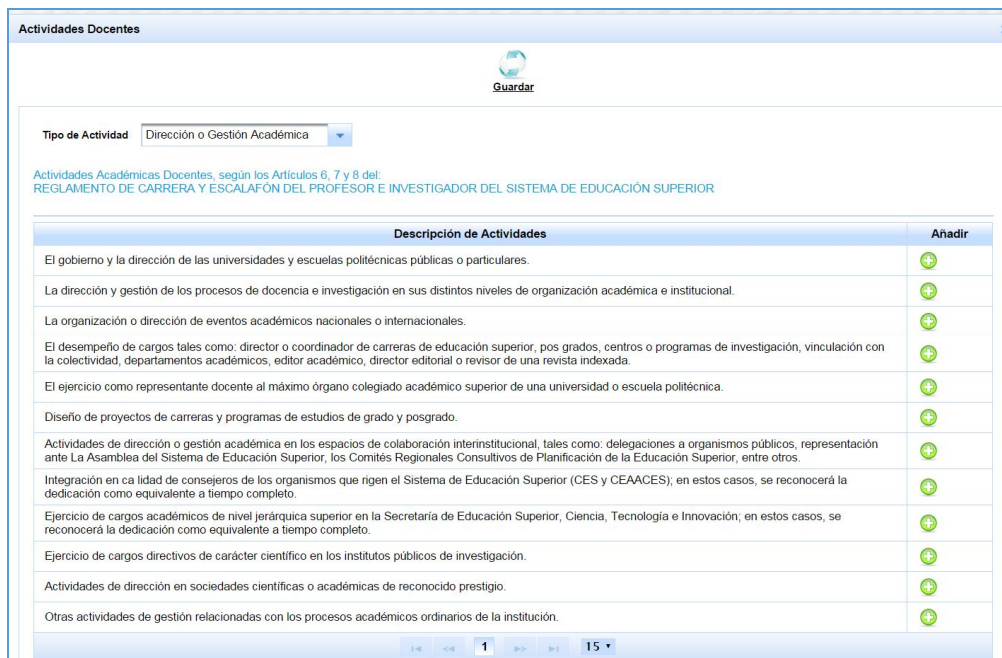 Actividades Docentes
Guardar
Tipo de Actividad Dirección o Gestión Académica
Actividades Académicas Docentes, según los Artículos 6, 7 y 8 del:
REGLAMENTO DE CARRERA Y ESCALAFÓN DEL PROFESOR E INVESTIGADOR DEL SISTEMA DE EDUCACIÓN SUPERIOR
Descripción de Actividades Añadir
El gobierno y la dirección de las universidades y escuelas politécnicas públicas o particulares.
La dirección y gestión de los procesos de docencia e investigación en sus distintos niveles de organización académica e institucional.
La organización o dirección de eventos académicos nacionales o internacionales.
El desempeño de cargos tales como: director o coordinador de carreras de educación superior, pos grados, centros o programas de investigación, vinculación con
la colectividad, departamentos académicos, editor académico, director editorial o revisor de una revista indexada.
El ejercicio como representante docente al máximo órgano colegiado académico superior de una universidad o escuela politécnica.
Diseño de proyectos de carreras y programas de estudios de grado y posgrado.
Actividades de dirección o gestión académica en los espacios de colaboración interinstitucional, tales como: delegaciones a organismos públicos, representación
ante La Asamblea del Sistema de Educación Superior, los Comités Regionales Consultivos de Planificación de la Educación Superior, entre otros.
Integración en ca lidad de consejeros de los organismos que rigen el Sistema de Educación Superior (CES y CEAACES); en estos casos, se reconocerá la
dedicación como equivalente a tiempo completo.
Ejercicio de cargos académicos de nivel jerárquica superior en la Secretaría de Educación Superior, Ciencia, Tecnología e Innovación; en estos casos, se
reconocerá la dedicación como equivalente a tiempo completo.
Ejercicio de cargos directivos de carácter científico en los institutos públicos de investigación.
Actividades de dirección en sociedades científicas o académicas de reconocido prestigio.
Otras actividades de gestión relacionadas con los procesos académicos ordinarios de la institución.
1 15